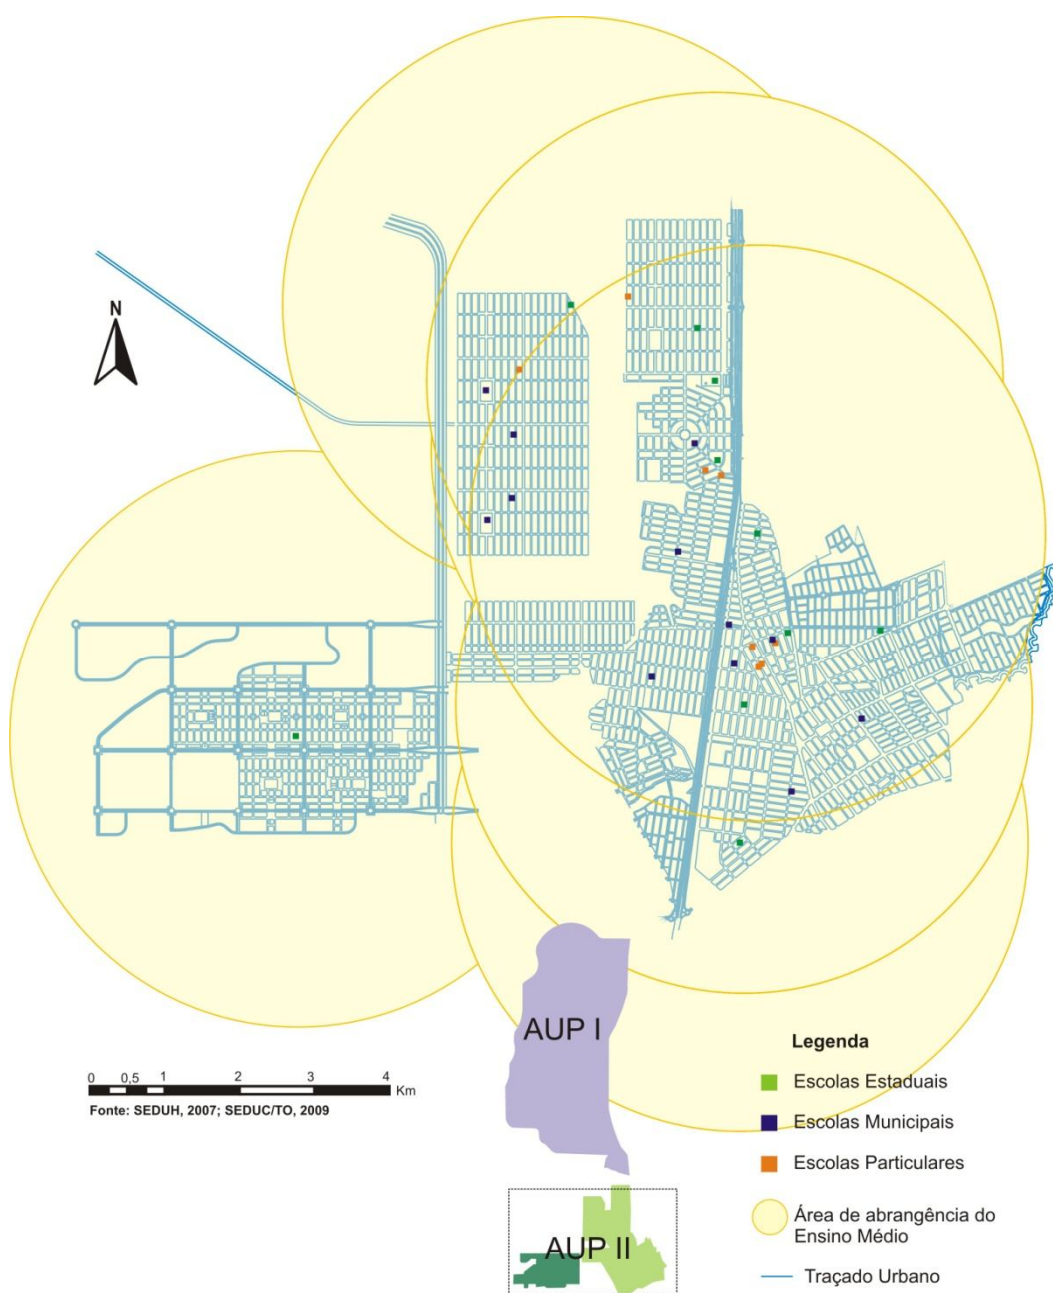 N
AUP I
Legenda
0 0,5 1 2 3 4
Km
Escolas Estaduais
Fonte: SEDUH, 2007; SEDUC/TO, 2009
Escolas Municipais
Escolas Particulares
Área de abrangência do
Ensino Médio
AUP II
Traçado Urbano